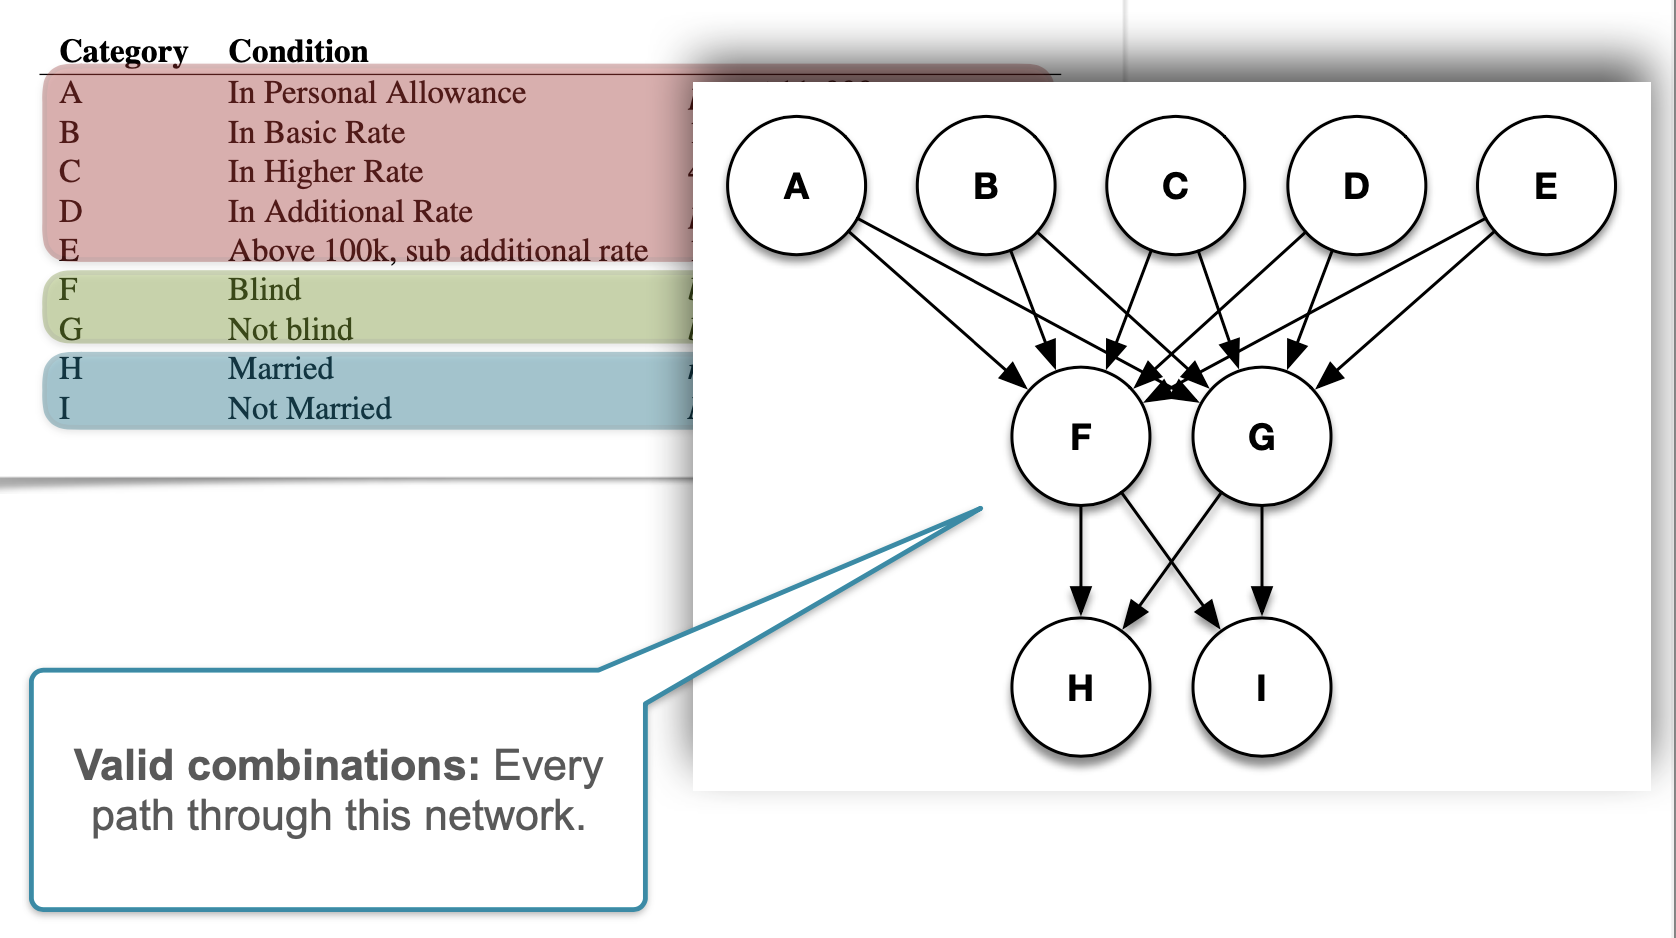 Category Condition
A In Personal Allowance
B In Basic Rate
C In Higher Rate
D In Additional Rate
E Above 100k, sub additional rate
F Blind
G Not blind
H Married
I Not Married
A B C D E
F G
H I
Valid combinations: Every
path through this network.